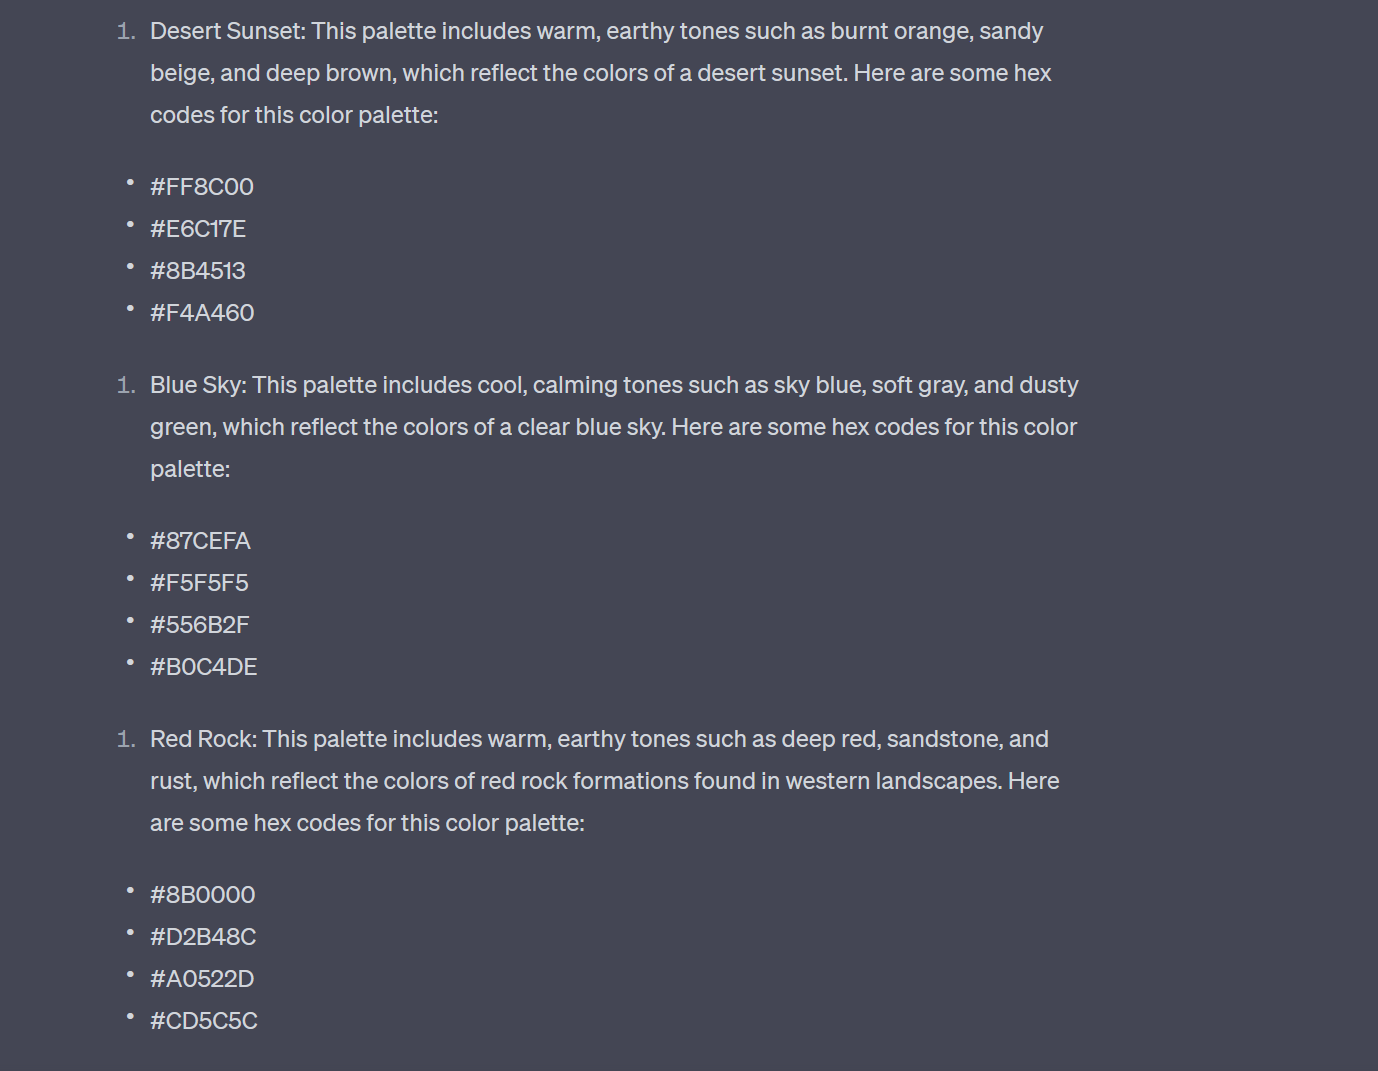 1. Desert Sunset: This palette includes warm, earthy tones such as burnt orange, sandy
beige, and deep brown, which reflect the colors of a desert sunset. Here are some hex
codes for this color palette:
• #FF8C00
• #E6C17E
• #8B4513
• #F4A460
1. Blue Sky: This palette includes cool, calming tones such as sky blue, soft gray, and dusty
green, which reflect the colors of a clear blue sky. Here are some hex codes for this color
palette:
• #87CEFA
• #F5F5F5
• #556B2F
• #B0C4DE
1. Red Rock: This palette includes warm, earthy tones such as deep red, sandstone, and
rust, which reflect the colors of red rock formations found in western landscapes. Here
are some hex codes for this color palette:
• #8B0000
• #D2B48C
• #A0522D
• #CD5C5C